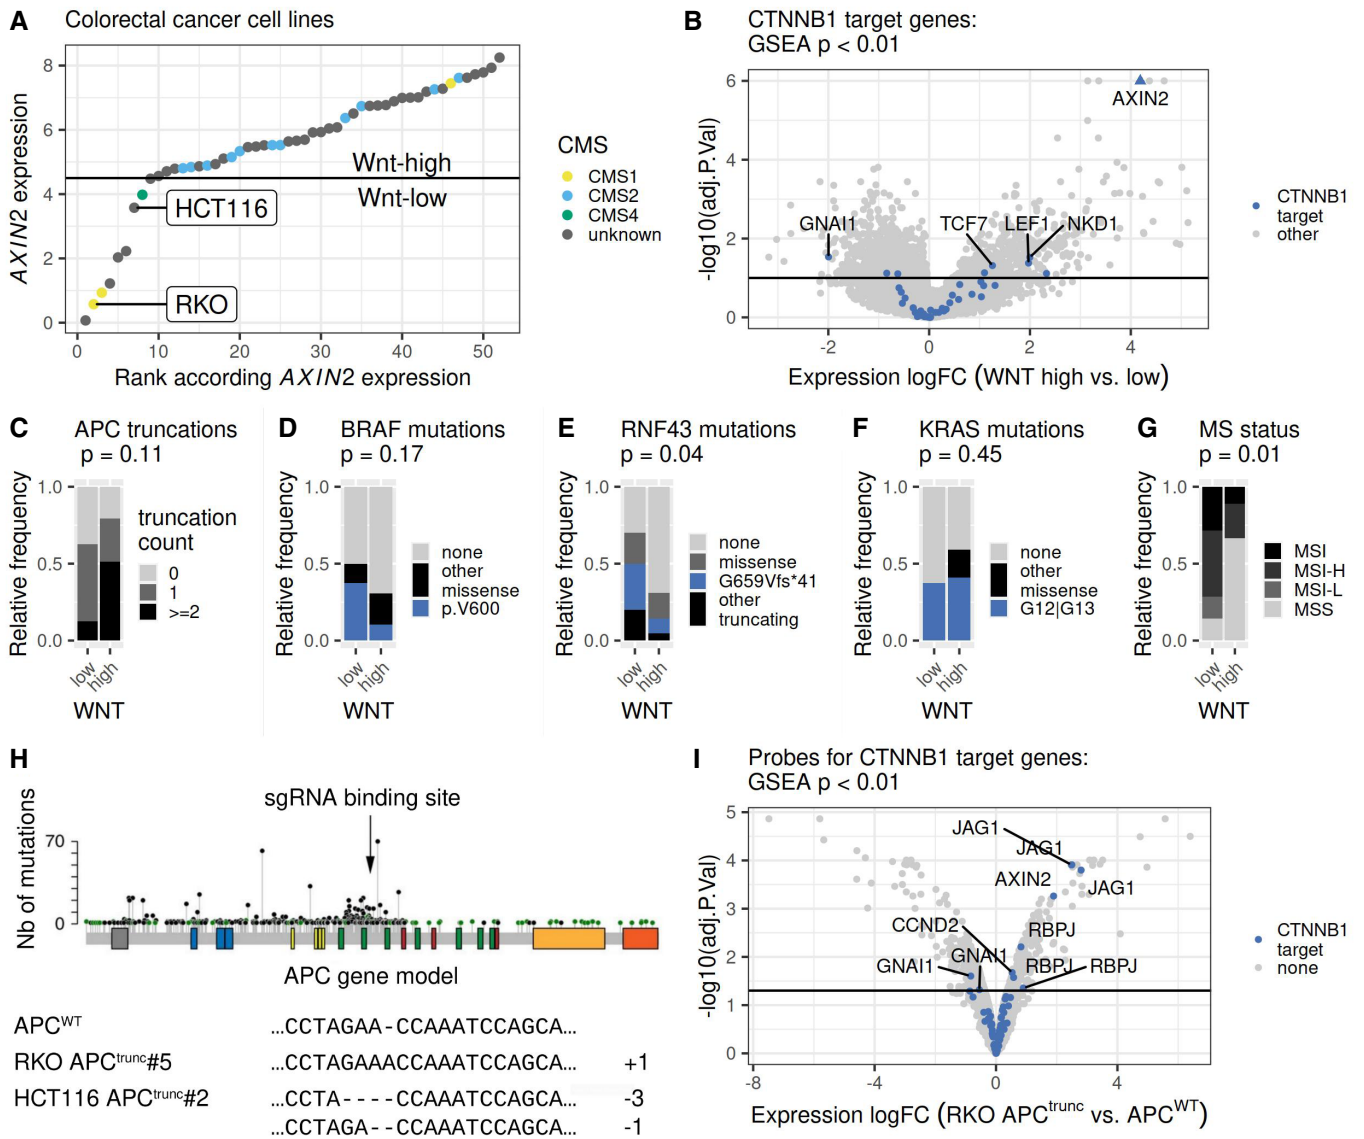 A Colorectal cancer cell lines
8
6
4
2
0
AXIN2 expression
0 10 20 30 40 50
Rank according AXIN2 expression
Wnt-high
Wnt-low
HCT116
RKO
CMS
CMS1
CMS2
CMS4
unknown
B CTNNB1 target genes:
GSEA p < 0.01
6
4
2
0
-log10(adj.P.Val)
AXIN2
GNAI1 TCF7 LEF1 NKD1
-2 0 2 4
Expression logFC (WNT high vs. low)
CTNNB1
target
other
C APC truncations
p = 0.11
Relative frequency
1.0
0.5
0.0
low high
WNT
truncation
count
0
1
>=2
D BRAF mutations
p = 0.17
Relative frequency
1.0
0.5
0.0
low high
WNT
none
other
missense
p.V600
E RNF43 mutations
p = 0.04
Relative frequency
1.0
0.5
0.0
low high
WNT
none
missense
G659Vfs*41
other
truncating
F KRAS mutations
p = 0.45
Relative frequency
1.0
0.5
0.0
low high
WNT
none
other
missense
G12|G13
G MS status
p = 0.01
Relative frequency
1.0
0.5
0.0
low high
WNT
MSI
MSI-H
MSI-L
MSS
H
sgRNA binding site
Nb of mutations
70
0
APC gene model
APCWT ...CCTAGAA-CCAAATCCAGCA...
RKO APCtrunc#5 ...CCTAGAAACCAAATCCAGCA... +1
HCT116 APCtrunc#2 ...CCTA----CCAAATCCAGCA... -3
...CCTAGA--CCAAATCCAGCA... -1
I Probes for CTNNB1 target genes:
GSEA p < 0.01
5
4
3
2
1
0
-log10(adj.P.Val)
JAG1
JAG1
AXIN2 JAG1
CCND2 RBPJ
GNAI1 GNAI1 RBPJ RBPJ
-8 -4 0 4
Expression logFC (RKO APCtrunc vs. APCWT)
CTNNB1
target
none